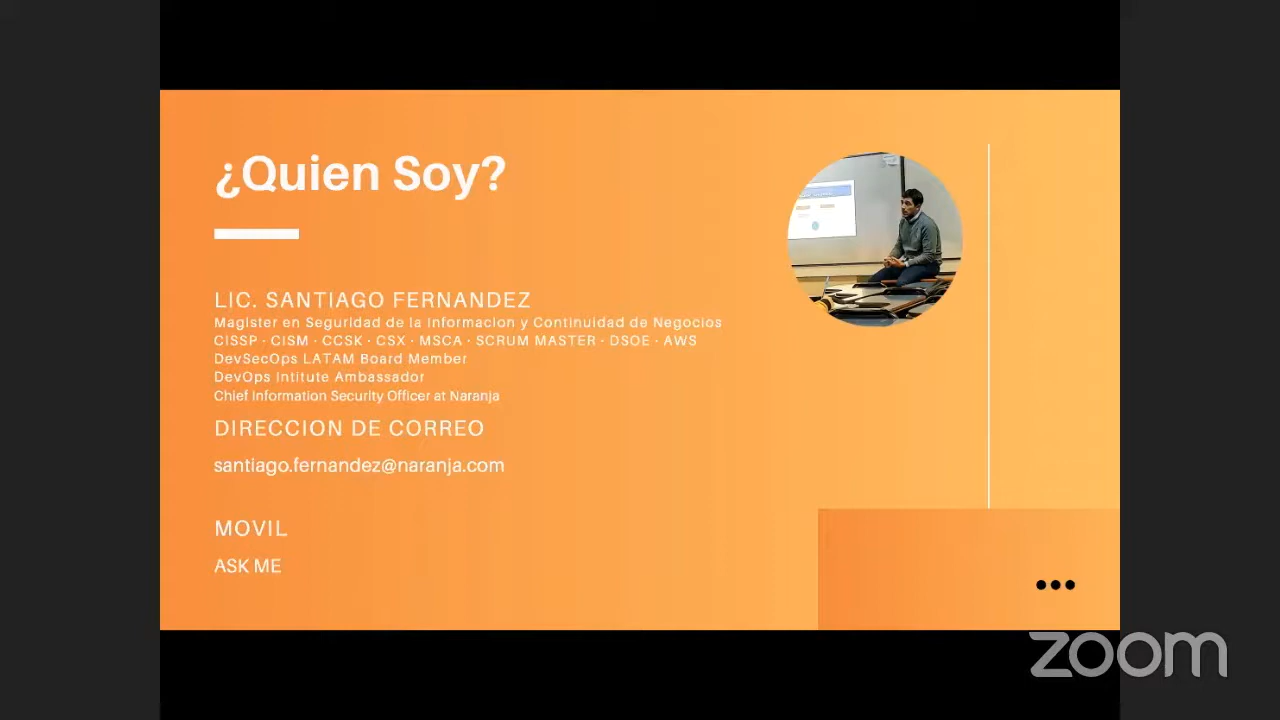 ¿Quien Soy?
LIC. SANTIAGO FERNANDEZ
Magister en Seguridad de la Informacion y Continuidad de Negocios
CISSP · CISM · CCSK · CSX · MSCA · SCRUM MASTER · DSOE · AWS
DevSecOps LATAM Board Member
DevOps Intitute Ambassador
Chief Information Security Officer at Naranja
DIRECCION DE CORREO
santiago.fernandez@naranja.com
MOVIL
ASK ME
zoom